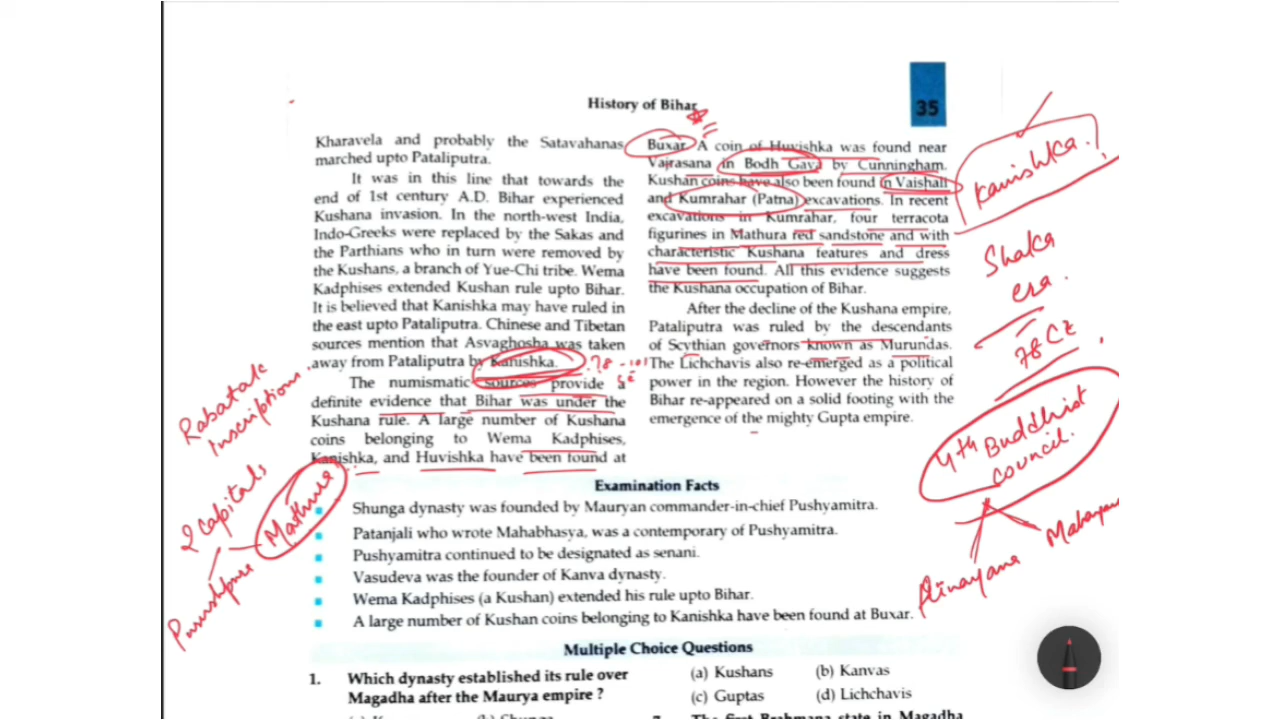 History of Bihar
35
Kharavela and probably the Satavahanas
marched upto Pataliputra.
It was in this line that towards the
end of 1st century A.D. Bihar experienced
Kushana invasion. In the north-west India,
Indo-Greeks were replaced by the Sakas and
the Parthians who in turn were removed by
the Kushans, a branch of Yue-Chi tribe. Wema
Kadphises extended Kushan rule upto Bihar.
It is believed that Kanishka may have ruled in
the east upto Pataliputra. Chinese and Tibetan
sources mention that Asvaghosha was taken
away from Pataliputra by Kanishka.
The numismatic sources provide a
definite evidence that Bihar was under the
Kushana rule. A large number of Kushana
coins belonging to Wema Kadphises,
Kanishka, and Huvishka have been found at
Buxar. A coin of Huvishka was found near
Vajrasana in Bodh Gaya by Cunningham.
Kushan coins have also been found in Vaishali
and Kumrahar (Patna) excavations. In recent
excavations in Kumrahar, four terracota
figurines in Mathura red sandstone and with
characteristic Kushana features and dress
have been found. All this evidence suggests
the Kushana occupation of Bihar.
After the decline of the Kushana empire,
Pataliputra was ruled by the descendants
of Scythian governors known as Murundas.
The Lichchavis also re-emerged as a political
power in the region. However the history of
Bihar re-appeared on a solid footing with the
emergence of the mighty Gupta empire.
Kanishka
Shaka
era
78 CE
4th Buddhist
council.
Hinayana
78 - 101
CE
Rabatak
inscriptions
2 capitals
Mathura
Examination Facts
Shunga dynasty was founded by Mauryan commander-in-chief Pushyamitra.
Patanjali who wrote Mahabhasya, was a contemporary of Pushyamitra.
Pushyamitra continued to be designated as senani.
Vasudeva was the founder of Kanva dynasty.
Wema Kadphises (a Kushan) extended his rule upto Bihar.
A large number of Kushan coins belonging to Kanishka have been found at Buxar.
Multiple Choice Questions
1. Which dynasty established its rule over
Magadha after the Maurya empire ?
(a) Kushans (b) Kanvas
(c) Guptas (d) Lichchavis